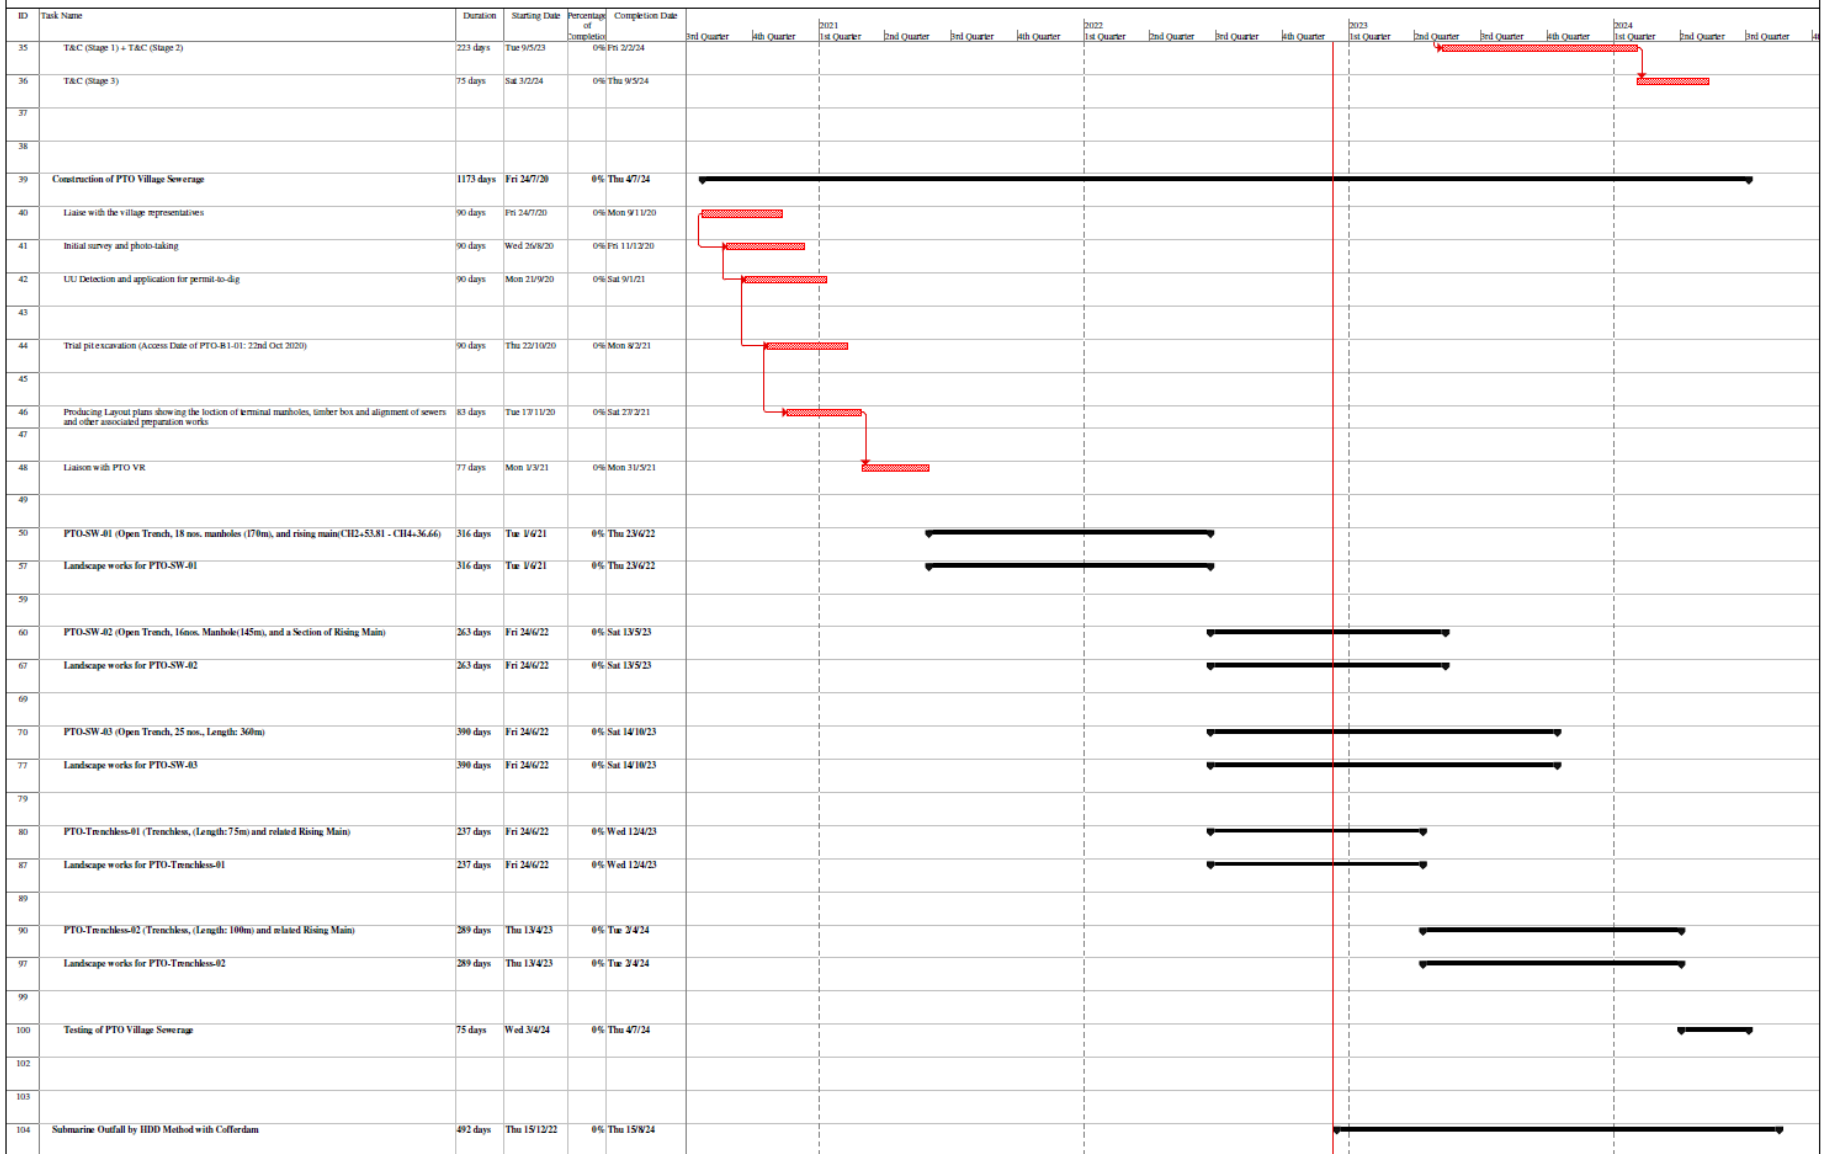 ID Task Name Duration Starting Date Percentage of Completion Completion Date
2021 2022 2023 2024
3rd Quarter 4th Quarter 1st Quarter 2nd Quarter 3rd Quarter 4th Quarter 1st Quarter 2nd Quarter 3rd Quarter 4th Quarter 1st Quarter 2nd Quarter 3rd Quarter 4th Quarter 1st Quarter 2nd Quarter 3rd Quarter
35 T&C (Stage 1) + T&C (Stage 2) 223 days Tue 9/5/23 0% Fri 2/2/24
36 T&C (Stage 3) 75 days Sat 3/2/24 0% Thu 9/5/24
37
38
39 Construction of PTO Village Sewerage 1173 days Fri 24/7/20 0% Thu 4/7/24
40 Liaise with the village representatives 90 days Fri 24/7/20 0% Mon 9/11/20
41 Initial survey and photo-taking 90 days Wed 26/8/20 0% Fri 11/12/20
42 UU Detection and application for permit-to-dig 90 days Mon 21/9/20 0% Sat 9/1/21
43
44 Trial pit excavation (Access Date of PTO-B1-01: 22nd Oct 2020) 90 days Thu 22/10/20 0% Mon 8/2/21
45
46 Producing Layout plans showing the loction of terminal manholes, timber box and alignment of sewers 83 days Tue 17/11/20 0% Sat 27/2/21
and other associated preparation works
47
48 Liaison with PTO VR 77 days Mon 1/3/21 0% Mon 31/5/21
49
50 PTO-SW-01 (Open Trench, 18 nos. manholes (170m), and rising main(CH2+53.81 - CH4+36.66) 316 days Tue 1/6/21 0% Thu 23/6/22
57 Landscape works for PTO-SW-01 316 days Tue 1/6/21 0% Thu 23/6/22
59
60 PTO-SW-02 (Open Trench, 16nos. Manhole(145m), and a Section of Rising Main) 263 days Fri 24/6/22 0% Sat 13/5/23
67 Landscape works for PTO-SW-02 263 days Fri 24/6/22 0% Sat 13/5/23
69
70 PTO-SW-03 (Open Trench, 25 nos., Length: 360m) 390 days Fri 24/6/22 0% Sat 14/10/23
77 Landscape works for PTO-SW-03 390 days Fri 24/6/22 0% Sat 14/10/23
79
80 PTO-Trenchless-01 (Trenchless, (Length: 75m) and related Rising Main) 237 days Fri 24/6/22 0% Wed 12/4/23
87 Landscape works for PTO-Trenchless-01 237 days Fri 24/6/22 0% Wed 12/4/23
89
90 PTO-Trenchless-02 (Trenchless, (Length: 100m) and related Rising Main) 289 days Thu 13/4/23 0% Tue 2/4/24
97 Landscape works for PTO-Trenchless-02 289 days Thu 13/4/23 0% Tue 2/4/24
99
100 Testing of PTO Village Sewerage 75 days Wed 3/4/24 0% Thu 4/7/24
102
103
104 Submarine Outfall by HDD Method with Cofferdam 492 days Thu 15/12/22 0% Thu 15/8/24